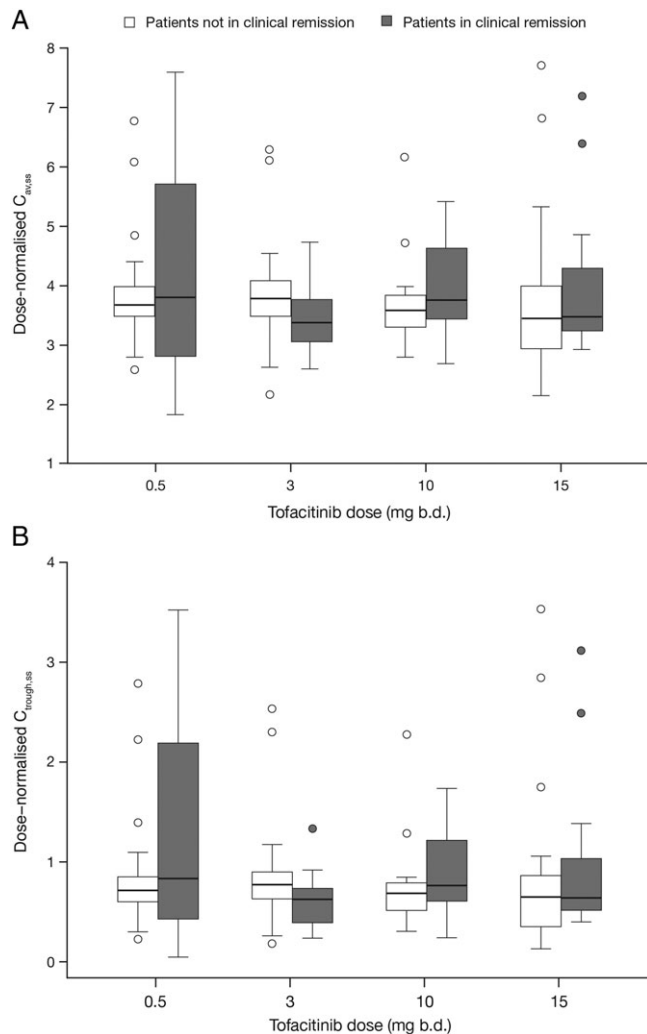 A
Patients not in clinical remission Patients in clinical remission
8
7
6
5
4
3
2
1
Dose-normalised Cav,ss
0.5 3 10 15
Tofacitinib dose (mg b.d.)
B
4
3
2
1
0
Dose–normalised Ctrough,ss
0.5 3 10 15
Tofacitinib dose (mg b.d.)